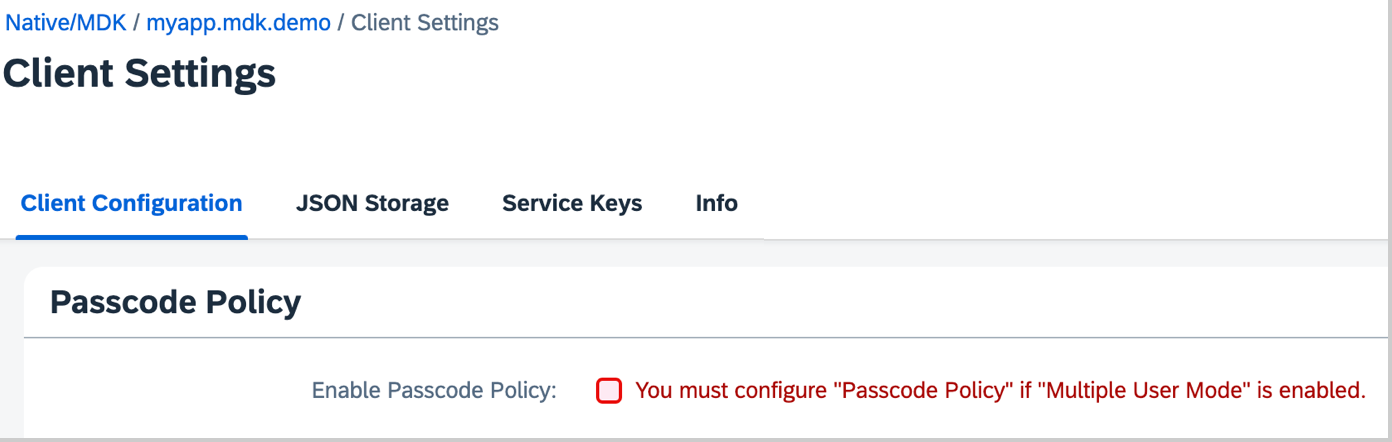 Native/MDK / myapp.mdk.demo / Client Settings
Client Settings
Client Configuration JSON Storage Service Keys Info
Passcode Policy
Enable Passcode Policy: You must configure "Passcode Policy" if "Multiple User Mode" is enabled.